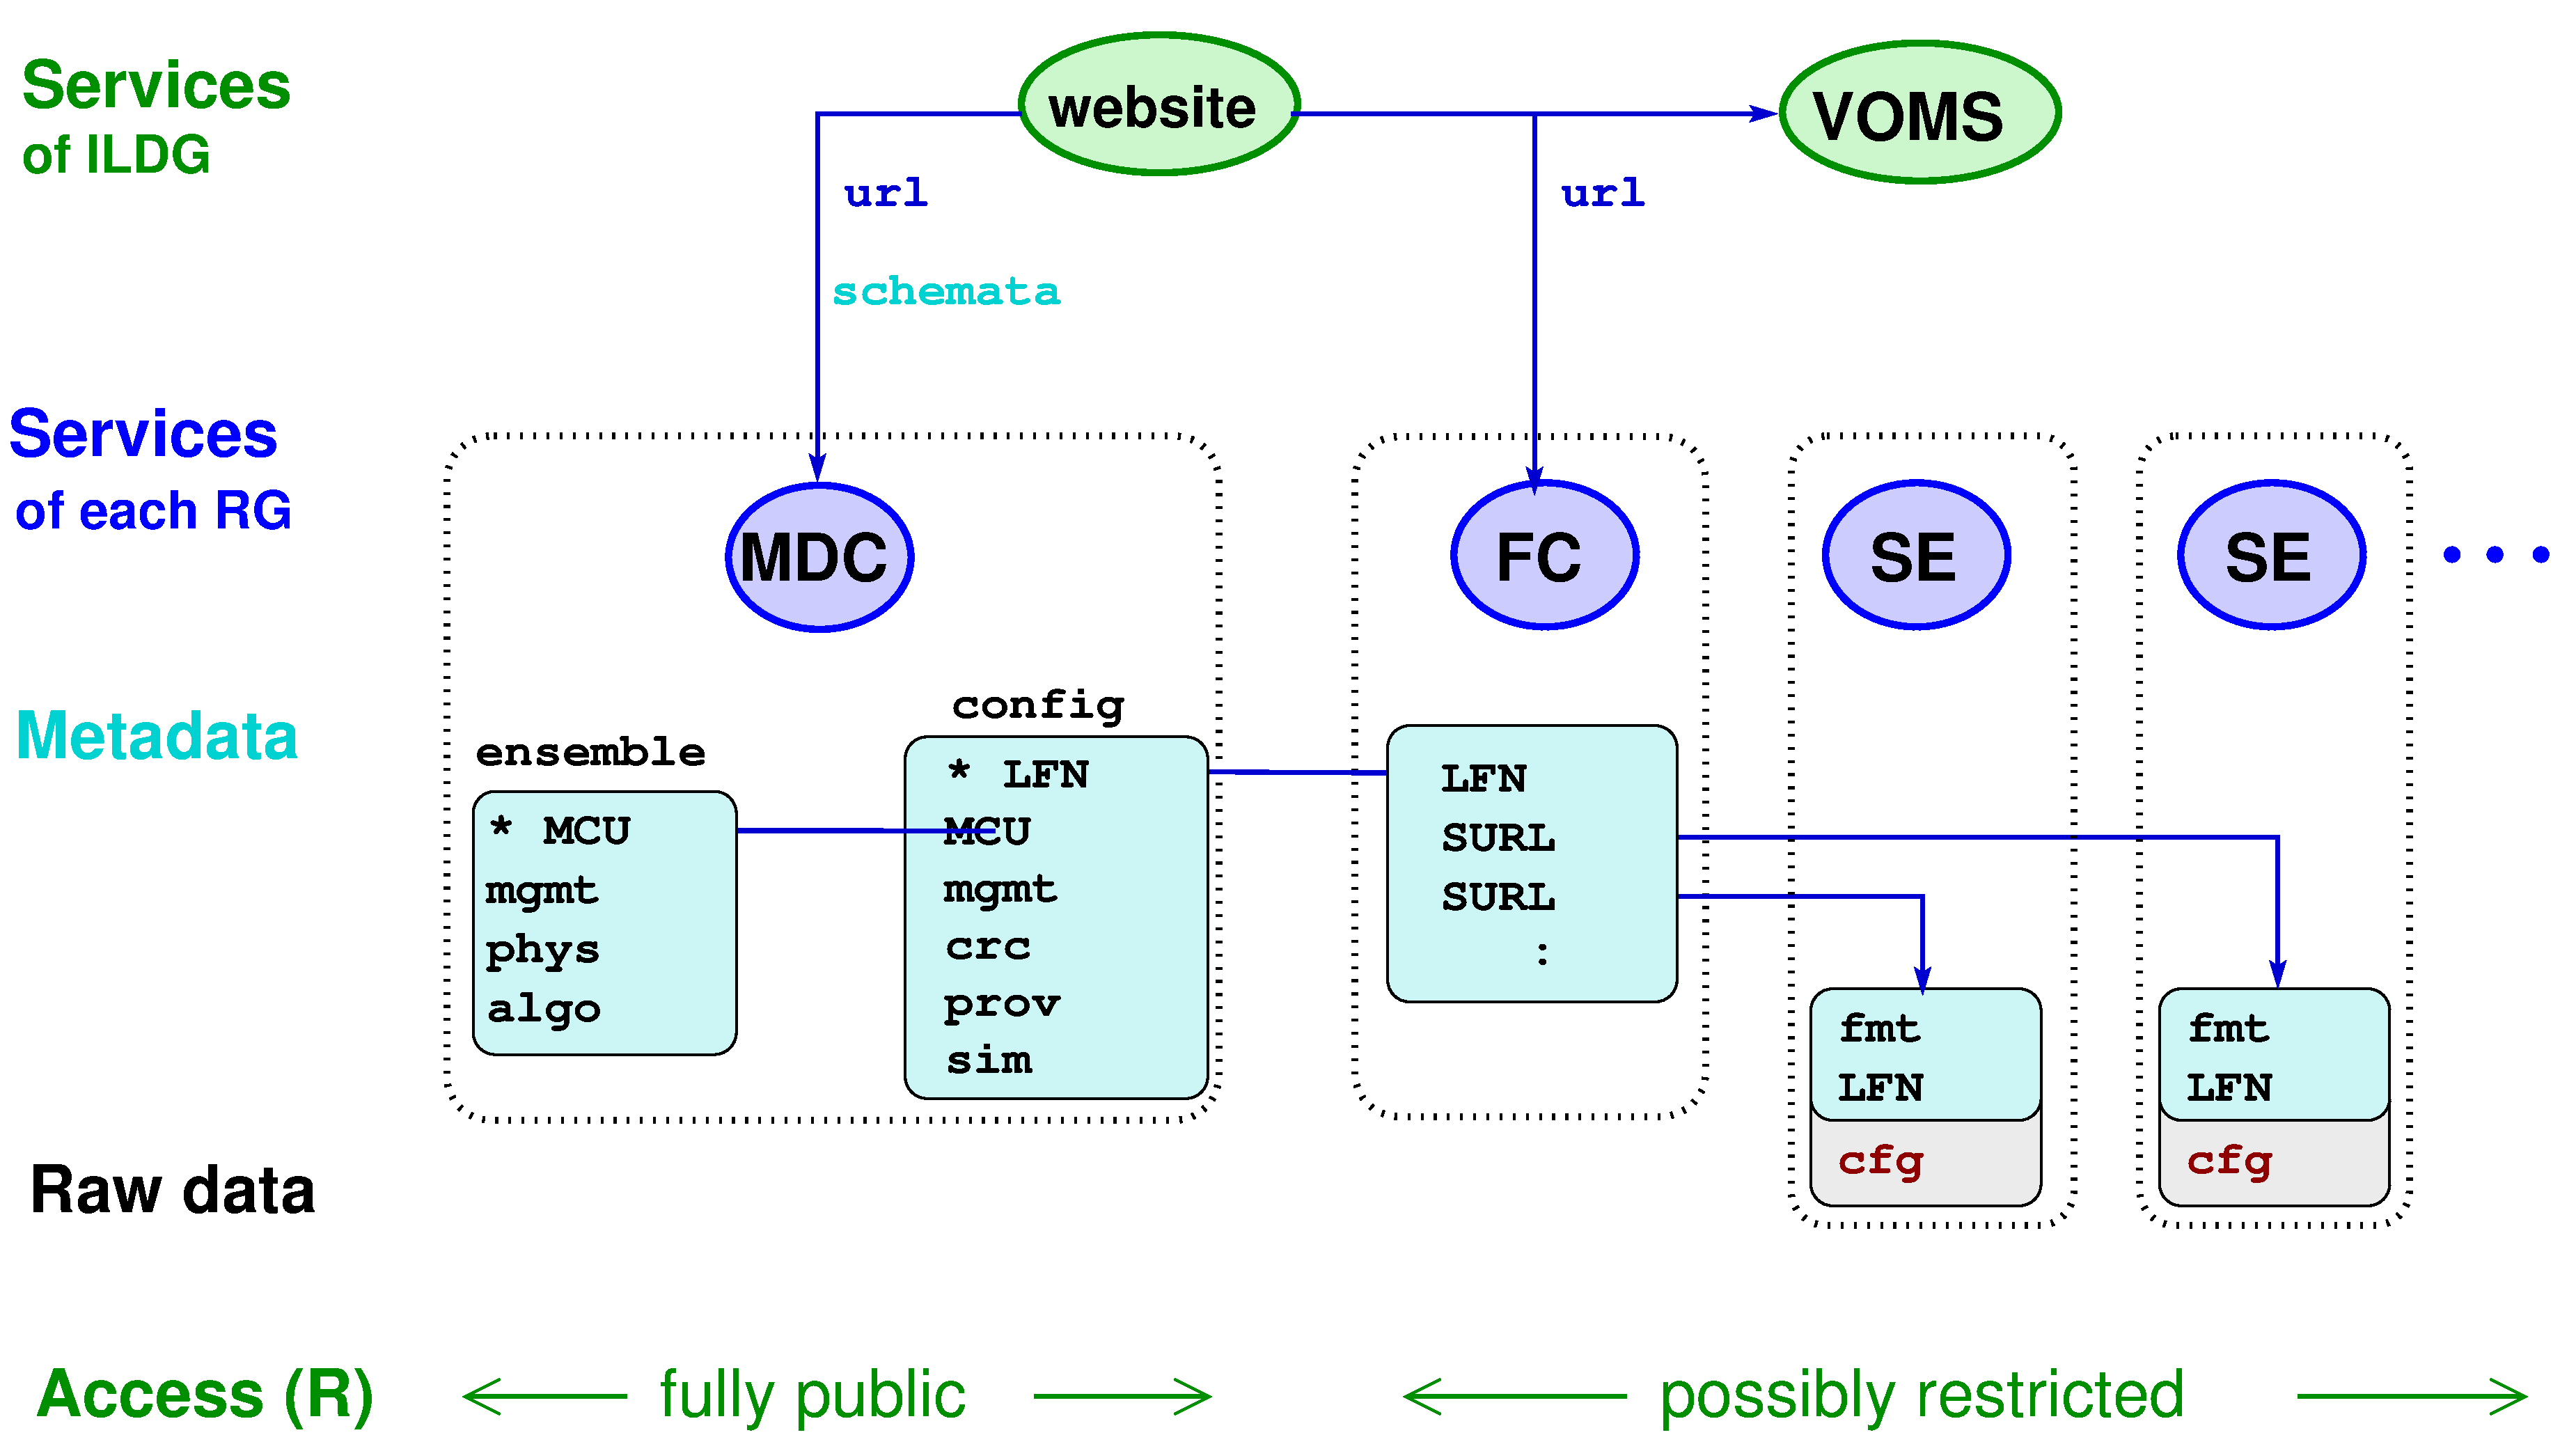 Services
of ILDG
website
VOMS
url
url
schemata
Services
of each RG
MDC
FC
SE
SE
Metadata
ensemble
* MCU
mgmt
phys
algo
config
* LFN
MCU
mgmt
crc
prov
sim
LFN
SURL
SURL
:
fmt
LFN
cfg
fmt
LFN
cfg
Raw data
Access (R)
fully public
possibly restricted